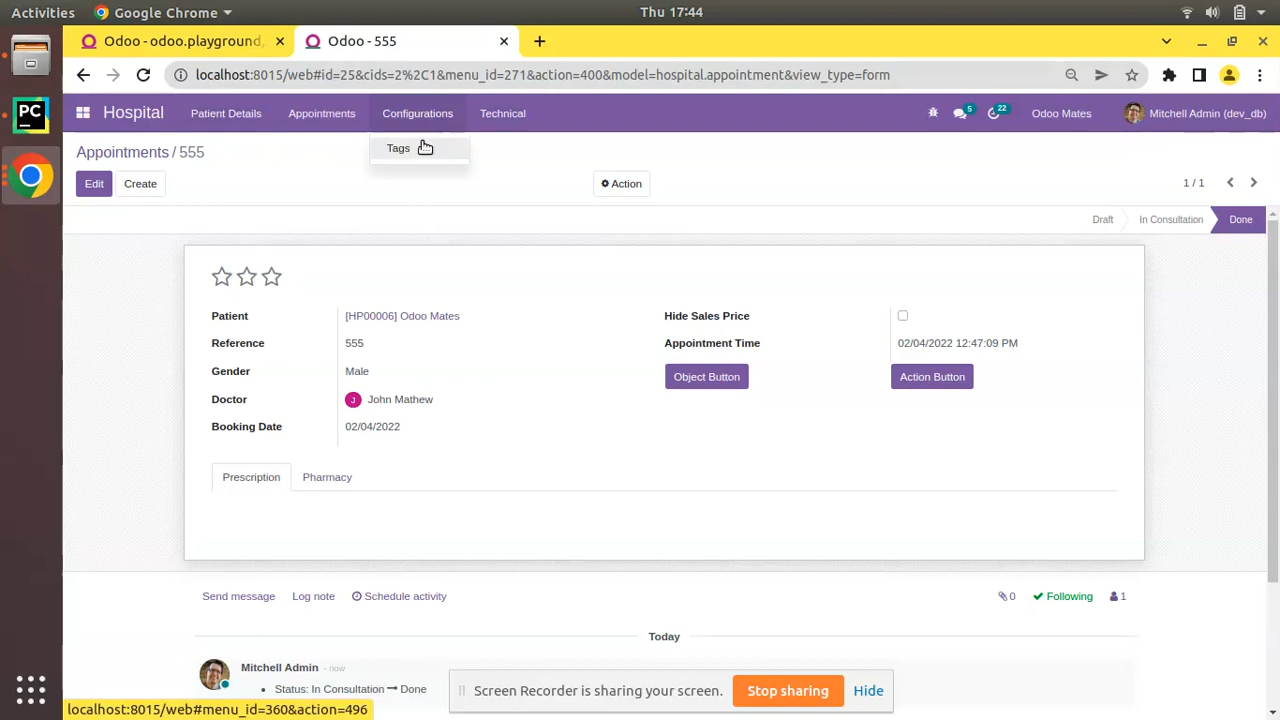 Activities Google Chrome Thu 17:44
Odoo - odoo.playground, Odoo - 555
localhost:8015/web#id=25&cids=2%2C1&menu_id=271&action=400&model=hospital.appointment&view_type=form
Hospital Patient Details Appointments Configurations Technical 5 22 Odoo Mates Mitchell Admin (dev_db)
Tags
Appointments / 555
Edit Create Action 1 / 1
Draft In Consultation Done
Patient [HP00006] Odoo Mates Hide Sales Price
Reference 555 Appointment Time 02/04/2022 12:47:09 PM
Gender Male Object Button Action Button
Doctor J John Mathew
Booking Date 02/04/2022
Prescription Pharmacy
Send message Log note Schedule activity 0 Following 1
Today
Mitchell Admin - now
Status: In Consultation Done
Screen Recorder is sharing your screen. Stop sharing Hide
localhost:8015/web#menu_id=360&action=496
PC